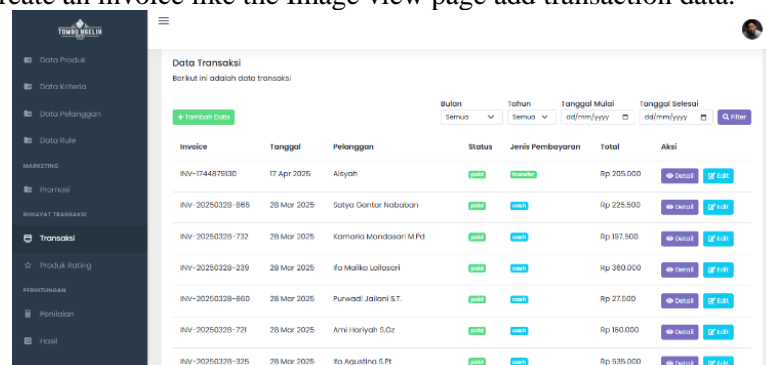 reate an invoice like the Image view page add transaction data.
TOMBO NGELIH
Data Produk
Data Kriteria
Data Pelanggan
Data Rule
MARKETING
Promosi
RIWAYAT TRANSAKSI
Transaksi
Produk Rating
PERHITUNGAN
Penilaian
Hasil
Data Transaksi
Berikut ini adalah data transaksi
Bulan Tahun Tanggal Mulai Tanggal Selesai
+ Tambah Data Semua Semua dd/mm/yyyy dd/mm/yyyy Filter
Invoice Tanggal Pelanggan Status Jenis Pembayaran Total Aksi
INV-1744879130 17 Apr 2025 Aisyah paid transfer Rp 205.000 Detail Edit
INV-20250328-865 28 Mar 2025 Satya Gantar Nababan paid cash Rp 225.500 Detail Edit
INV-20250328-732 28 Mar 2025 Kamaria Mandasari M.Pd paid cash Rp 197.500 Detail Edit
INV-20250328-239 28 Mar 2025 Ifa Malika Lailasari paid cash Rp 360.000 Detail Edit
INV-20250328-860 28 Mar 2025 Purwadi Jailani S.T. paid cash Rp 27.500 Detail Edit
INV-20250328-721 28 Mar 2025 Ami Hariyah S.Gz paid cash Rp 160.000 Detail Edit
INV-20250328-325 28 Mar 2025 Ifa Agustina S.Pt paid cash Rp 535.000 Detail Edit